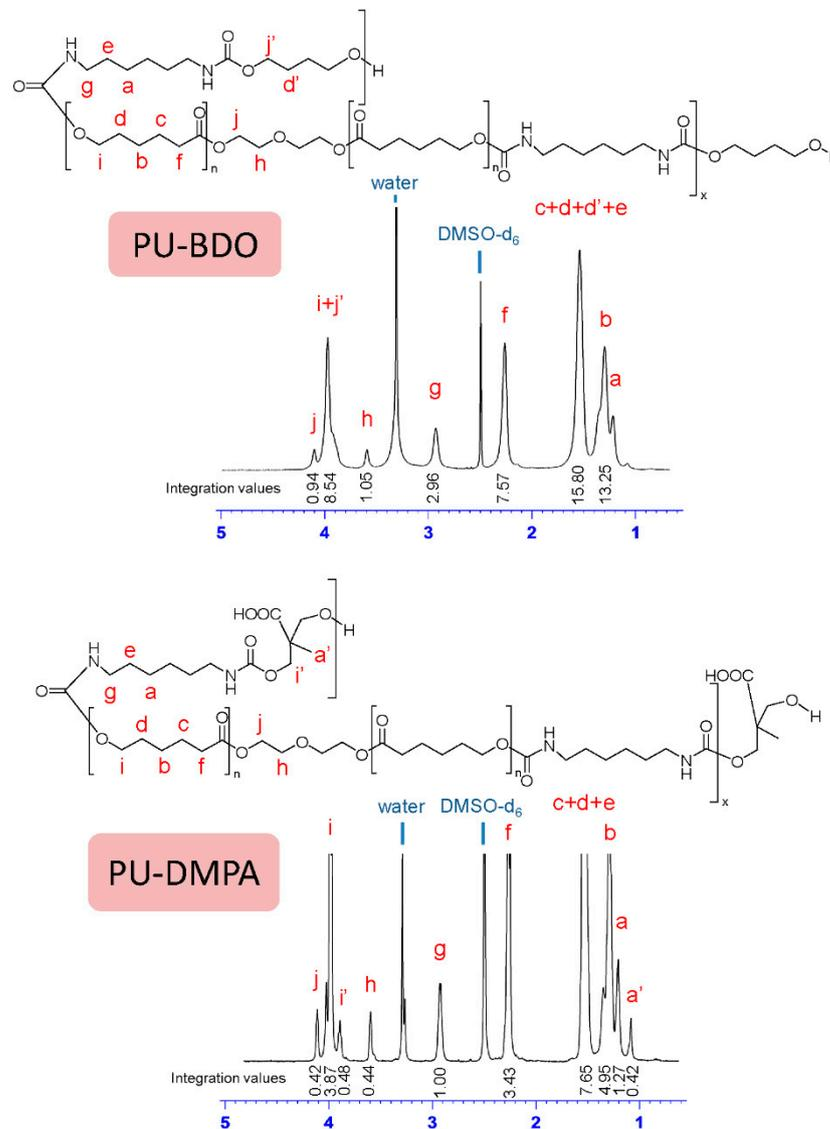 O
H
N
e
g
a
N
H
O
O
j'
d'
O
H
O
O
d
c
i
b
f
O
n
O
j
h
O
O
O
O
n
O
H
N
N
H
O
O
x
O
water
DMSO-d6
c+d+d'+e
PU-BDO
i+j'
f
b
j
h
g
a
Integration values
0.94
8.54
1.05
2.96
7.57
15.80
13.25
5 4 3 2 1
HOOC
O
H
H
N
e
O
a'
O
g
a
N
H
O
i'
O
d
c
O
j
i
b
f
n
O
h
O
O
O
O
n
O
H
N
N
H
O
O
x
HOOC
O
H
water
DMSO-d6
c+d+e
i
f
b
PU-DMPA
j
i'
h
g
a
a'
Integration values
0.42
3.87
0.48
0.44
1.00
3.43
7.65
4.95
1.27
0.42
5 4 3 2 1